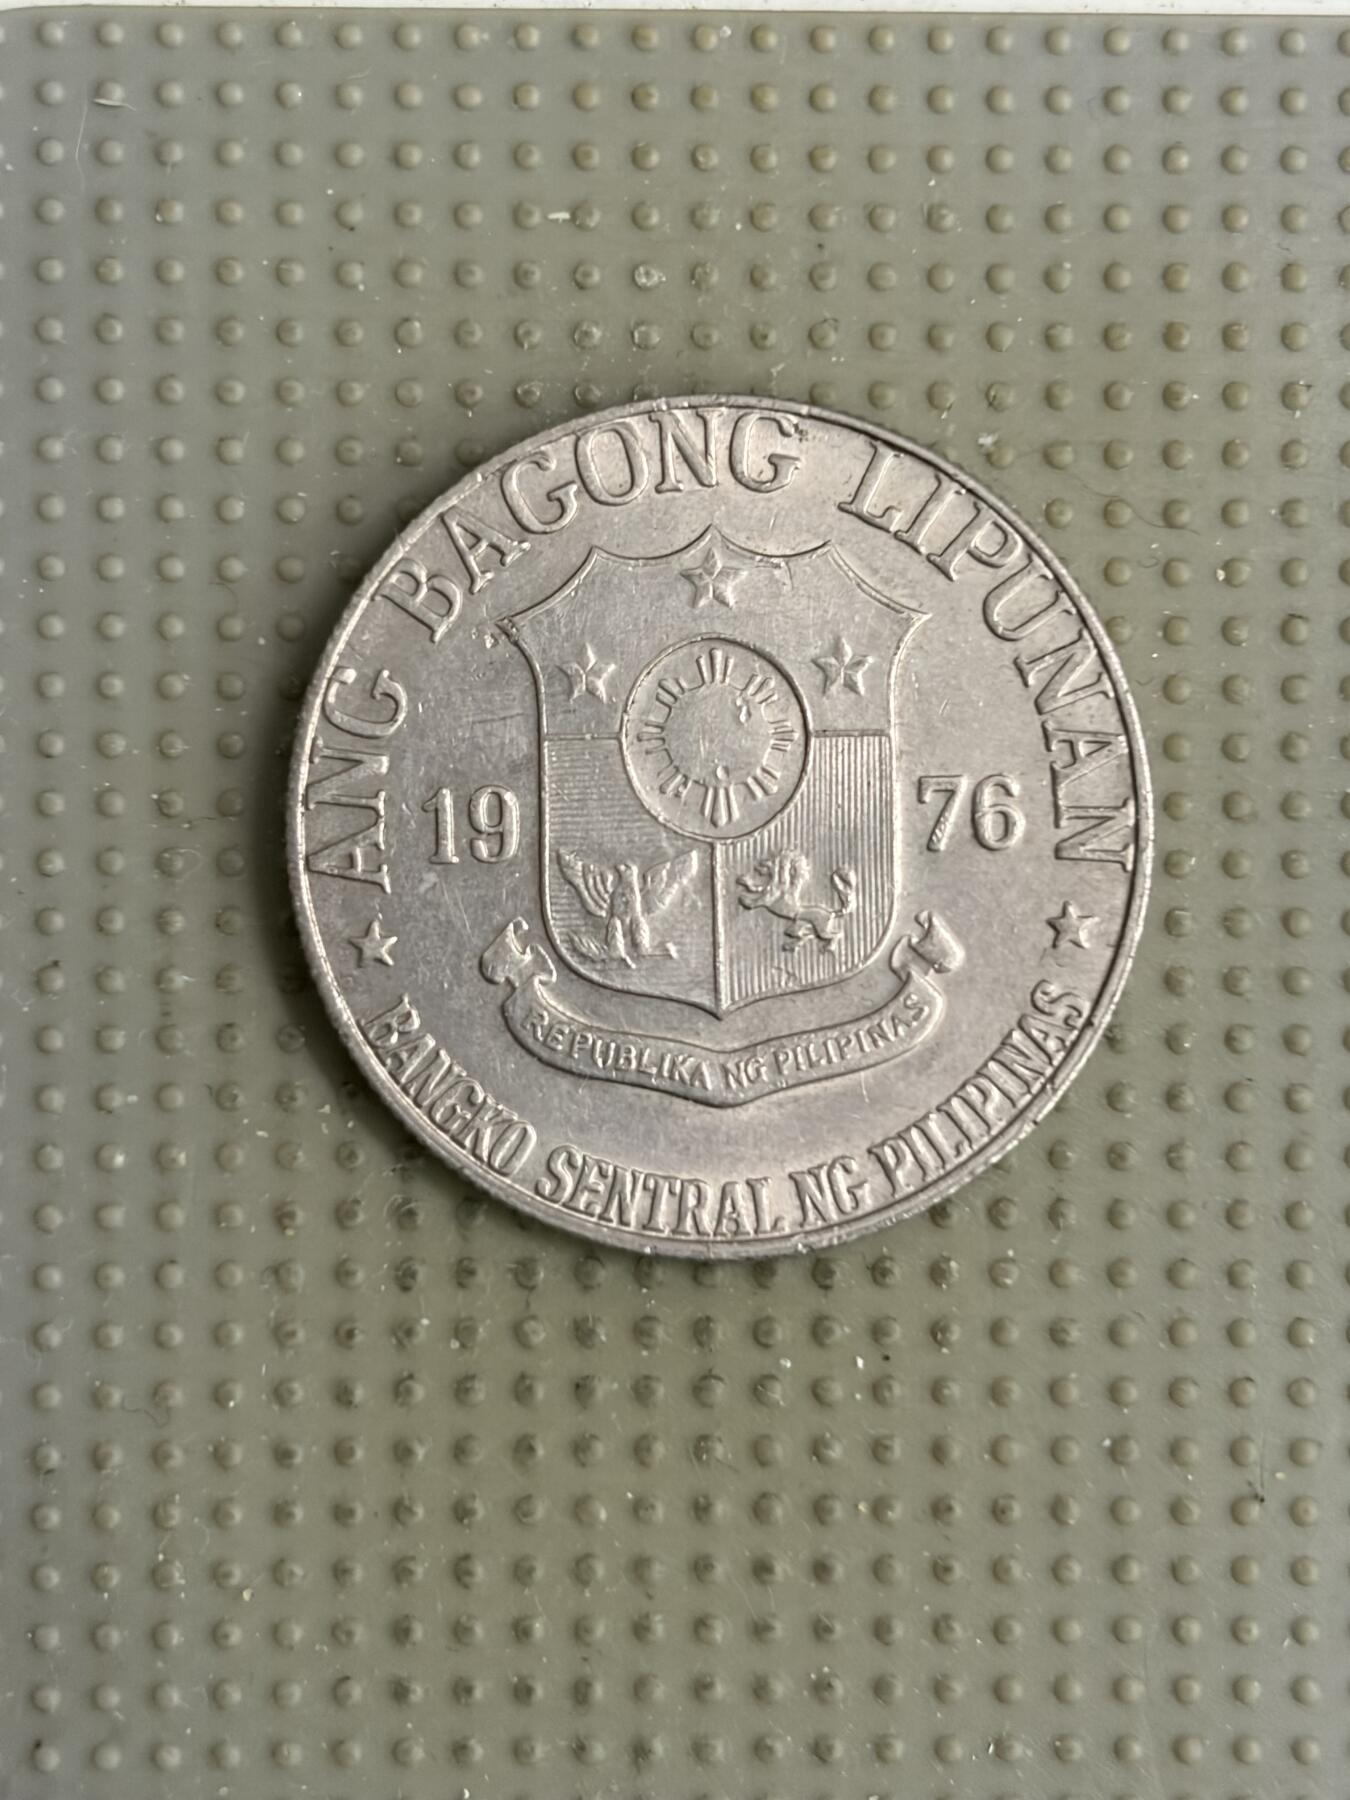 ANG BAGONG LIPUNAN
19 76
REPUBLIKA NG PILIPINAS
BANGKO SENTRAL NG PILIPINAS